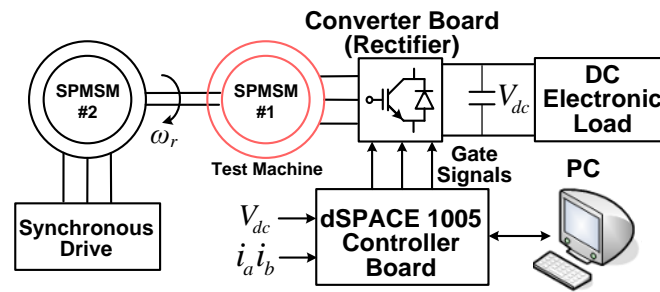 Converter Board
(Rectifier)
SPMSM
#2
ω_r
SPMSM
#1
Test Machine
V_dc
DC
Electronic
Load
Gate
Signals
PC
Synchronous
Drive
V_dc
i_a i_b
dSPACE 1005
Controller
Board